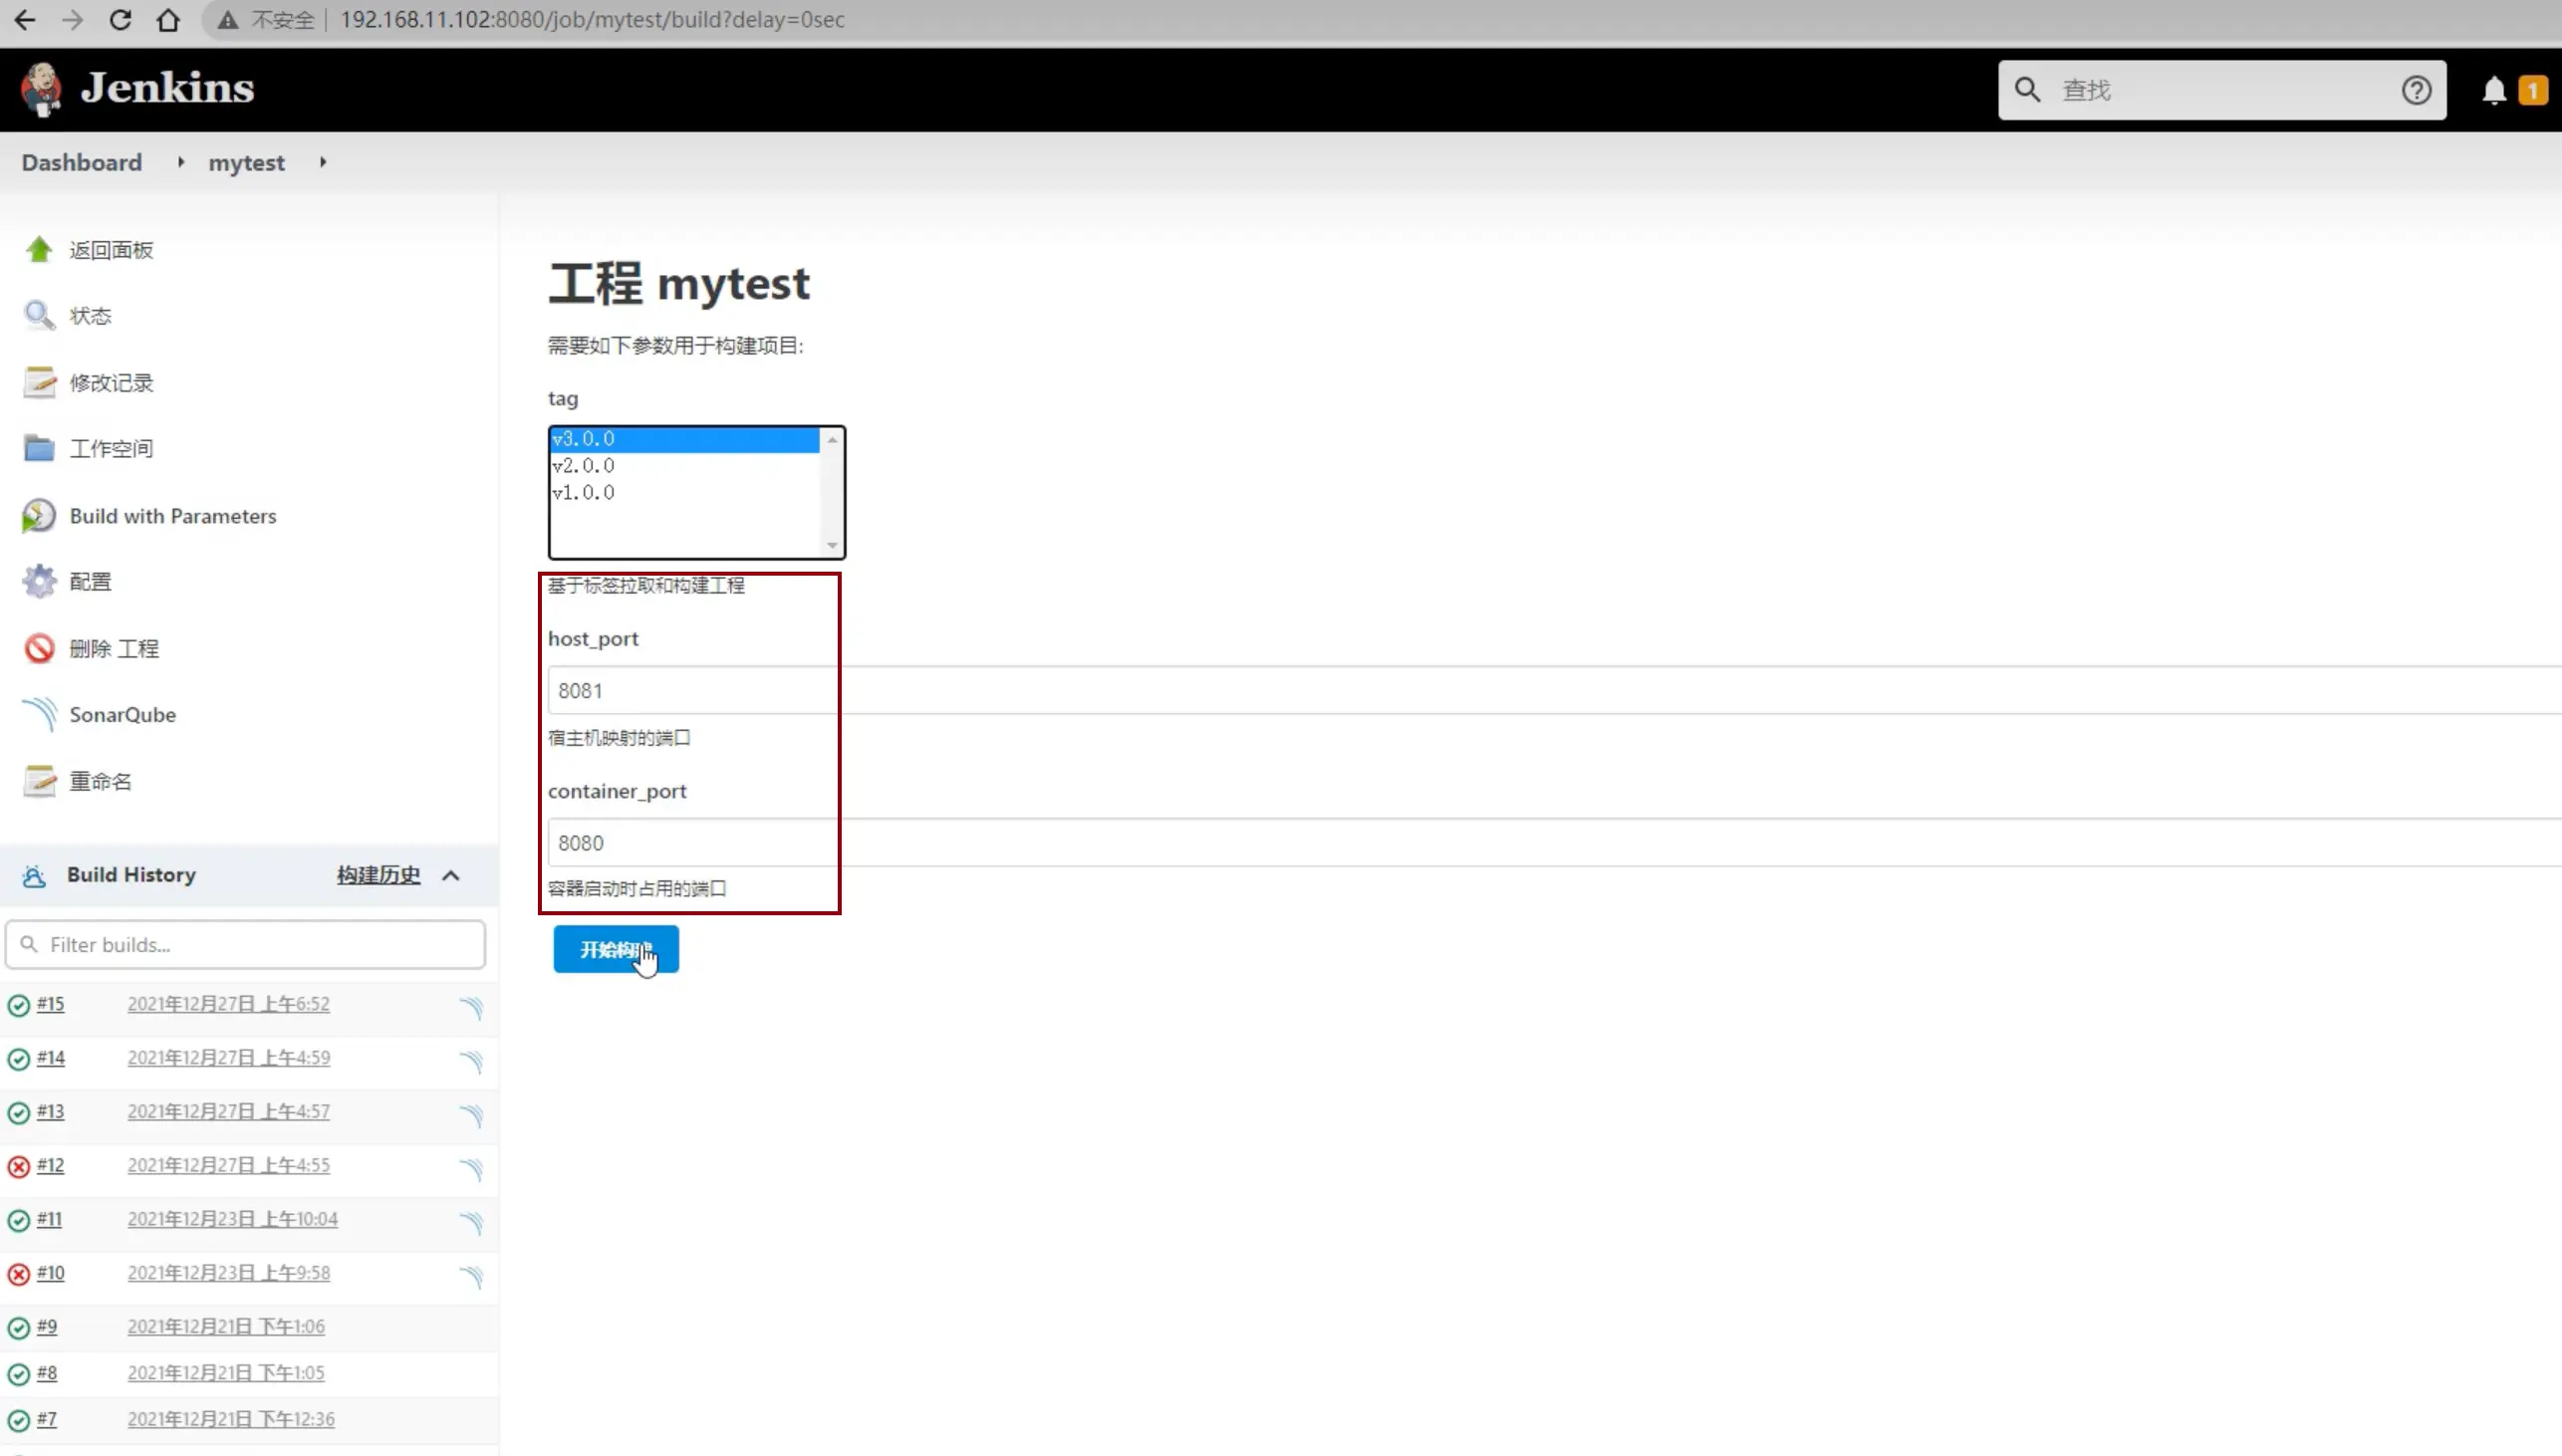 不安全 192.168.11.102:8080/job/mytest/build?delay=0sec
Jenkins
查找
1
Dashboard mytest
返回面板
状态
修改记录
工作空间
Build with Parameters
配置
删除 工程
SonarQube
重命名
Build History 构建历史
Filter builds...
#15 2021年12月27日 上午6:52
#14 2021年12月27日 上午4:59
#13 2021年12月27日 上午4:57
#12 2021年12月27日 上午4:55
#11 2021年12月23日 上午10:04
#10 2021年12月23日 上午9:58
#9 2021年12月21日 下午1:06
#8 2021年12月21日 下午1:05
#7 2021年12月21日 下午12:36
工程 mytest
需要如下参数用于构建项目:
tag
v3.0.0
v2.0.0
v1.0.0
基于标签拉取和构建工程
host_port
8081
宿主机映射的端口
container_port
8080
容器启动时占用的端口
开始构建